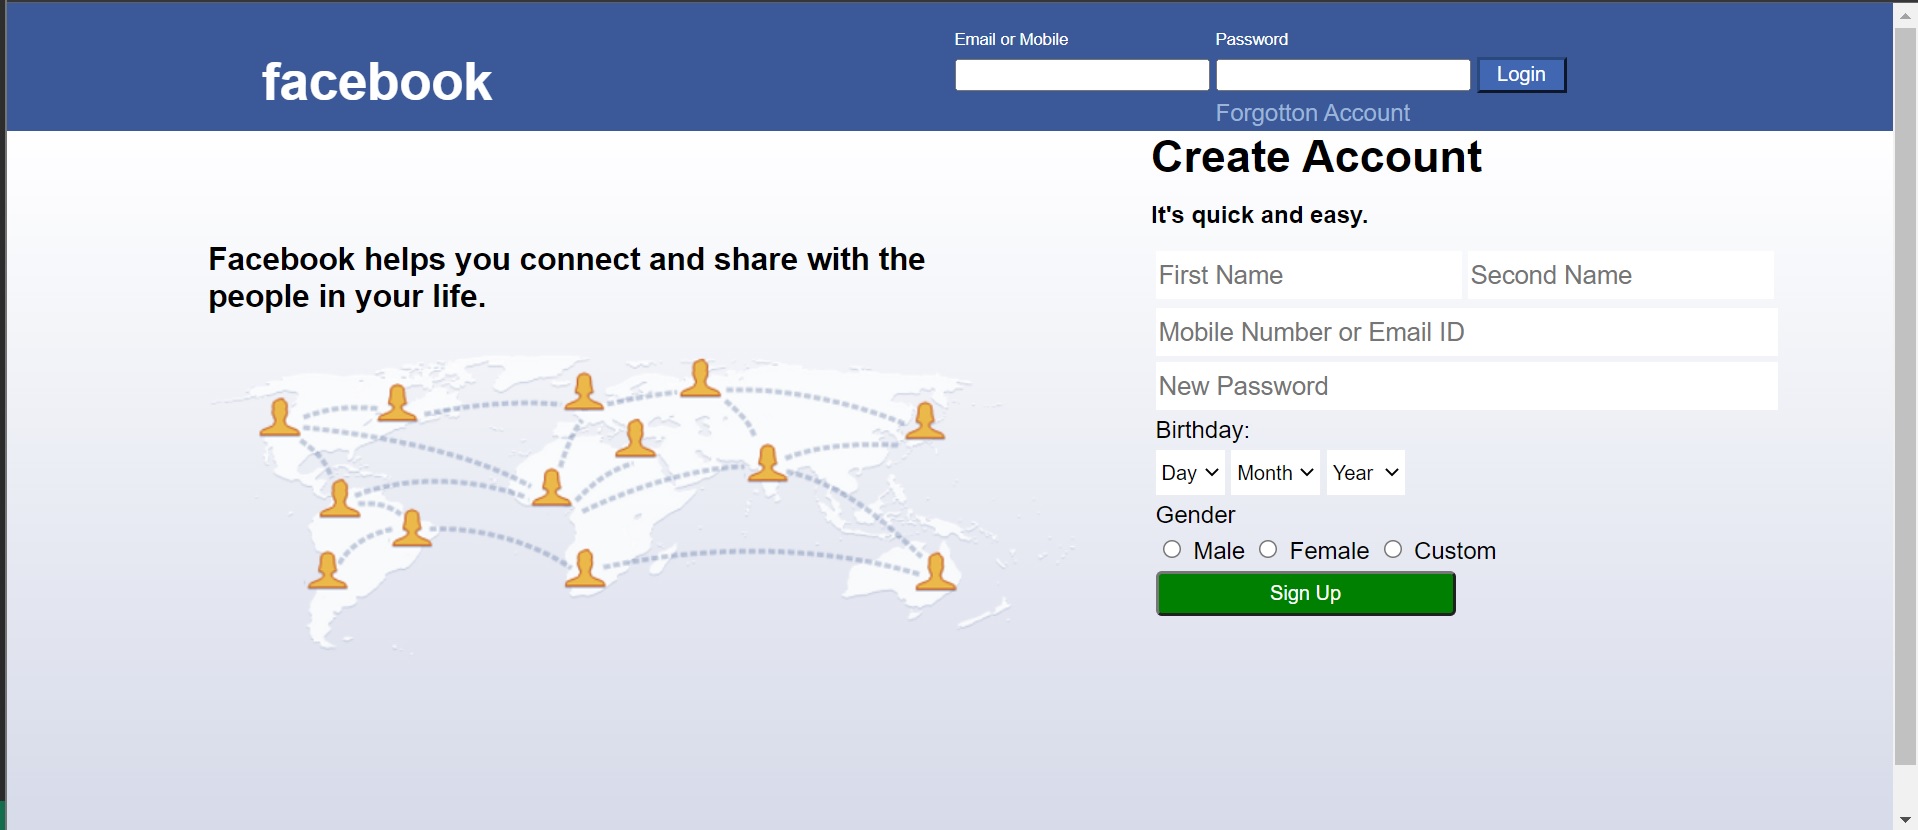 Email or Mobile Password
facebook
Login
Forgotton Account
Create Account
It's quick and easy.
Facebook helps you connect and share with the
people in your life.
First Name Second Name
Mobile Number or Email ID
New Password
Birthday:
Day Month Year
Gender
Male Female Custom
Sign Up